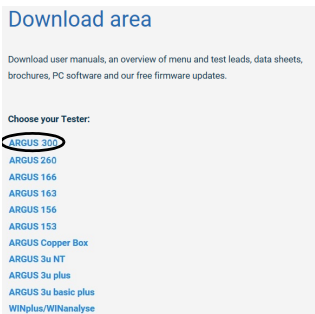 Download area
Download user manuals, an overview of menu and test leads, data sheets,
brochures, PC software and our free firmware updates.
Choose your Tester:
ARGUS 300
ARGUS 260
ARGUS 166
ARGUS 163
ARGUS 156
ARGUS 153
ARGUS Copper Box
ARGUS 3u NT
ARGUS 3u plus
ARGUS 3u basic plus
WINplus/WINanalyse